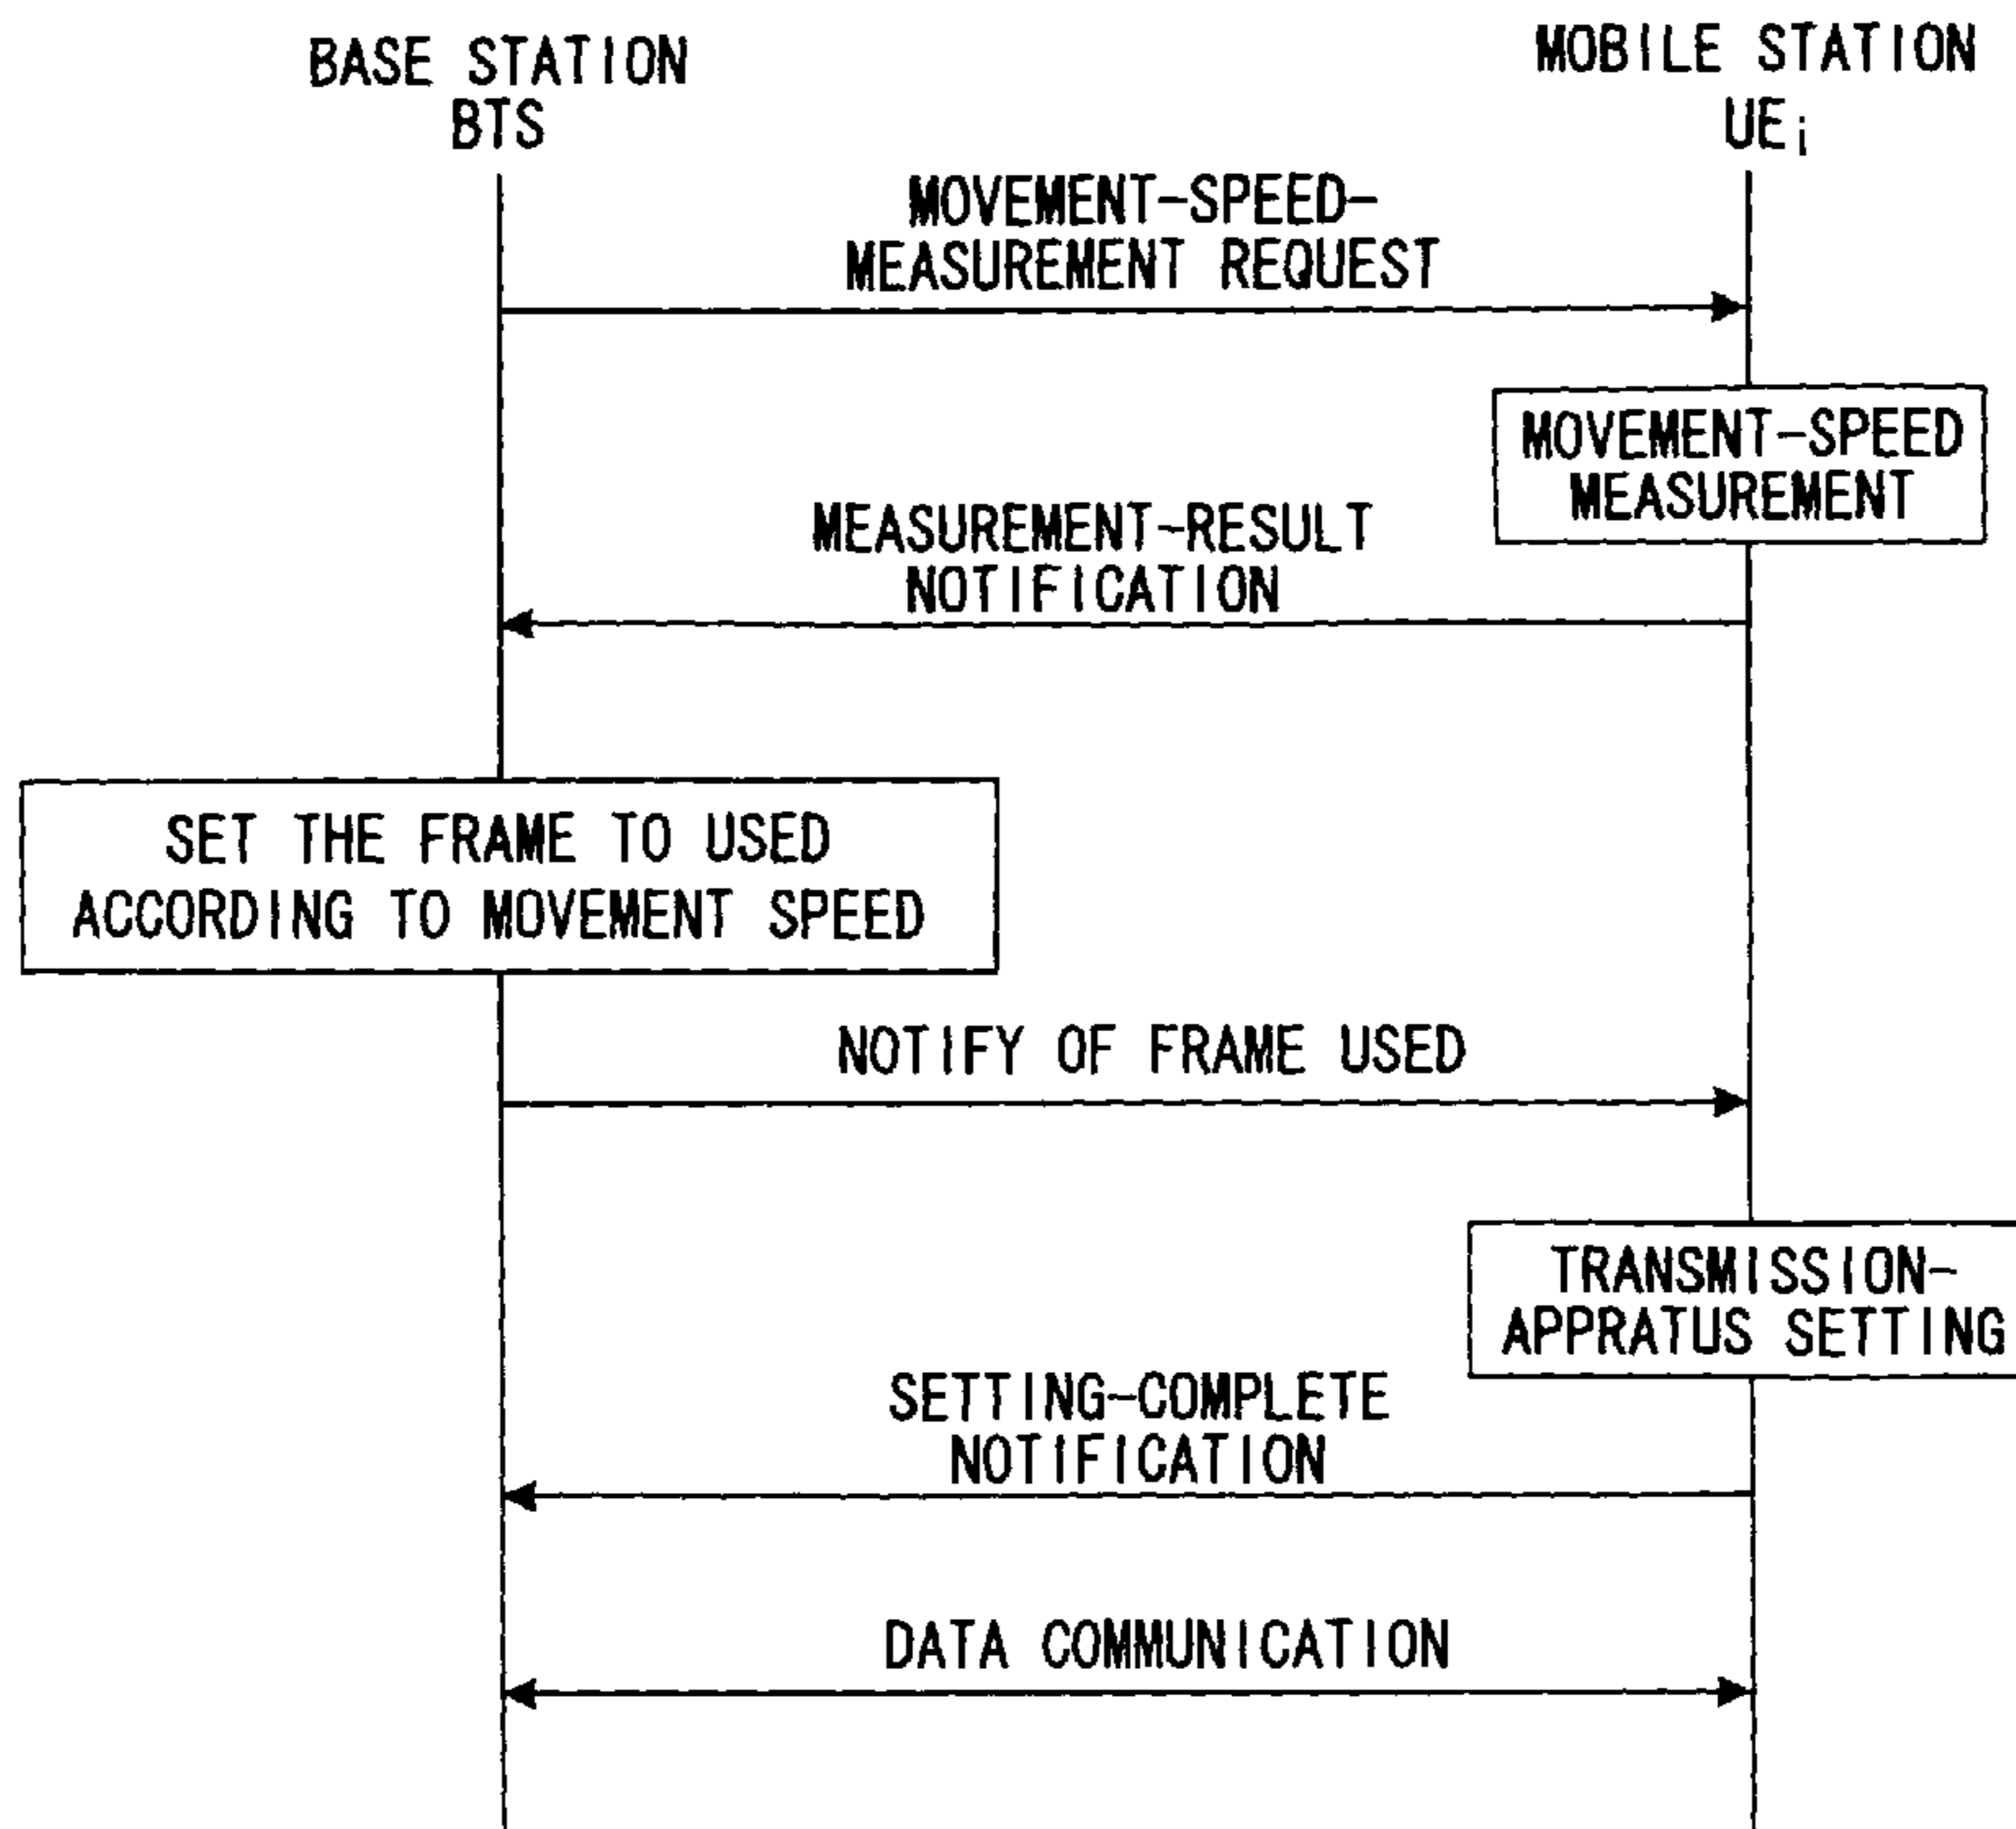 BASE STATION
BTS
MOBILE STATION
UEi
MOVEMENT-SPEED-
MEASUREMENT REQUEST
MOVEMENT-SPEED
MEASUREMENT
MEASUREMENT-RESULT
NOTIFICATION
SET THE FRAME TO USED
ACCORDING TO MOVEMENT SPEED
NOTIFY OF FRAME USED
TRANSMISSION-
APPRATUS SETTING
SETTING-COMPLETE
NOTIFICATION
DATA COMMUNICATION